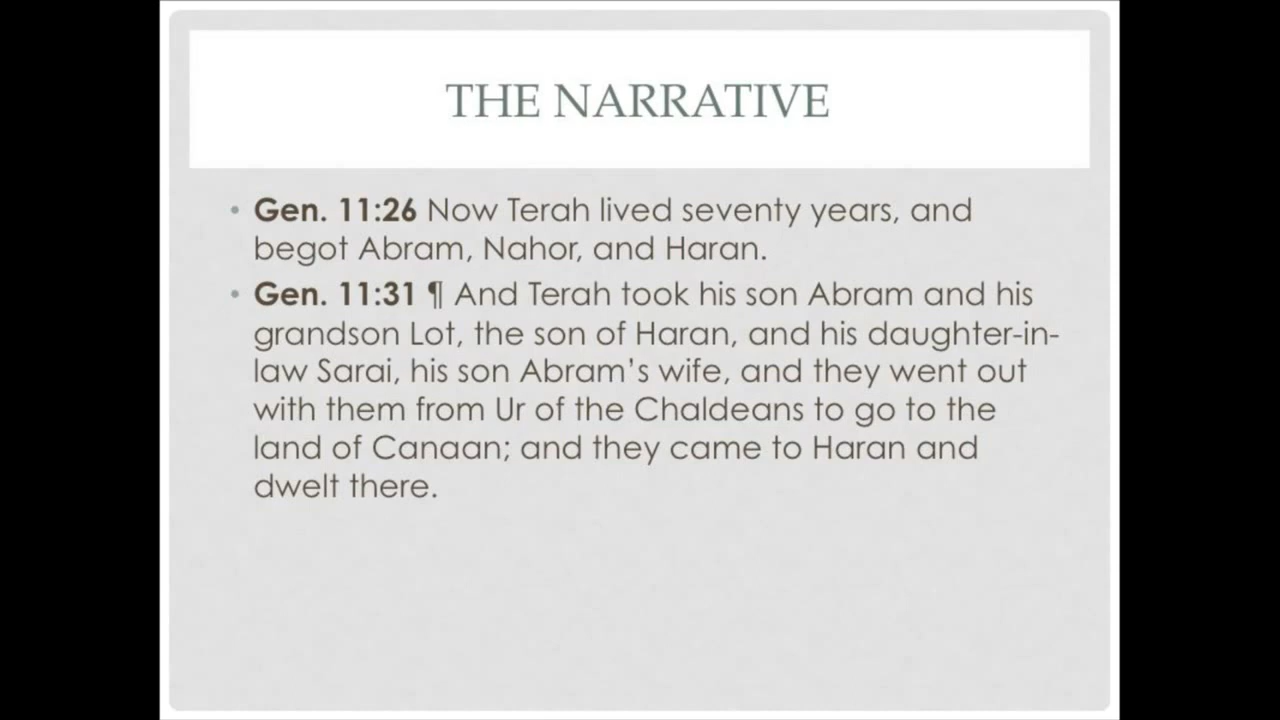 THE NARRATIVE
• Gen. 11:26 Now Terah lived seventy years, and
begot Abram, Nahor, and Haran.
• Gen. 11:31 ¶ And Terah took his son Abram and his
grandson Lot, the son of Haran, and his daughter-in-
law Sarai, his son Abram’s wife, and they went out
with them from Ur of the Chaldeans to go to the
land of Canaan; and they came to Haran and
dwelt there.